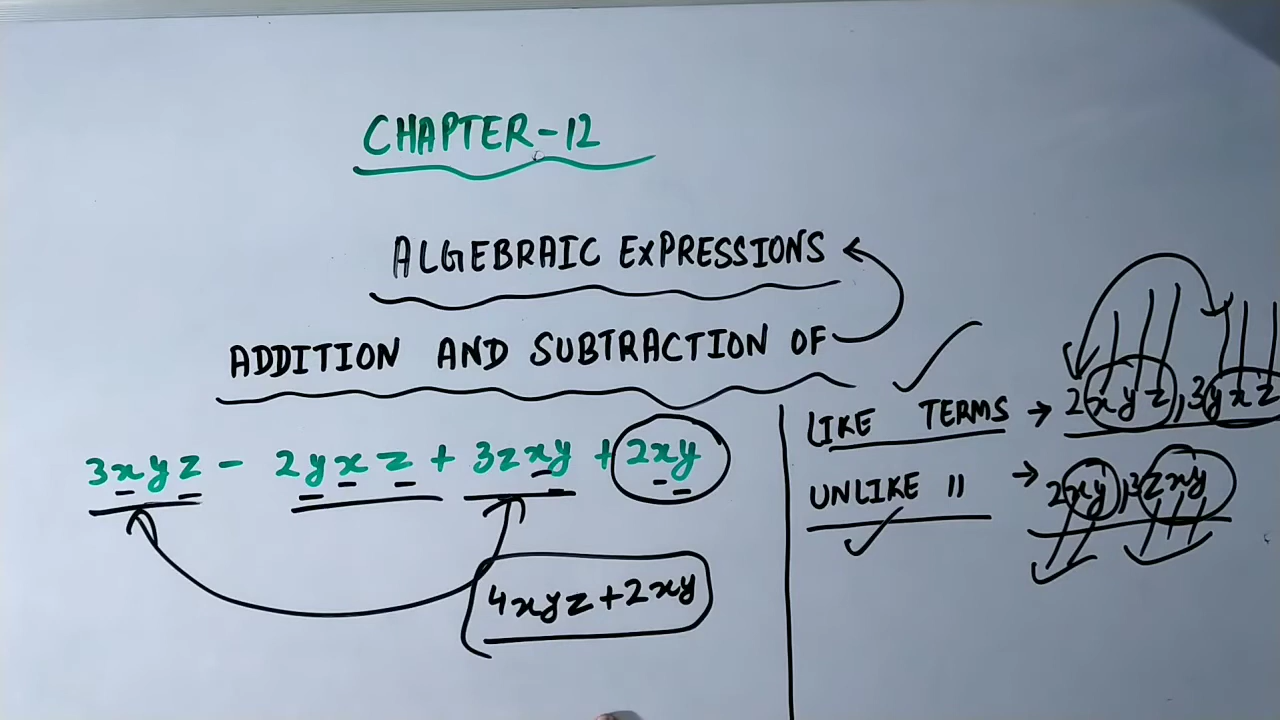 CHAPTER-12
ALGEBRAIC EXPRESSIONS
ADDITION AND SUBTRACTION OF
3xyz - 2yxz + 3zxy + 2xy
4xyz+2xy
LIKE TERMS → 2xyz, 3yxz
UNLIKE 11 → 2xy, 3zxy